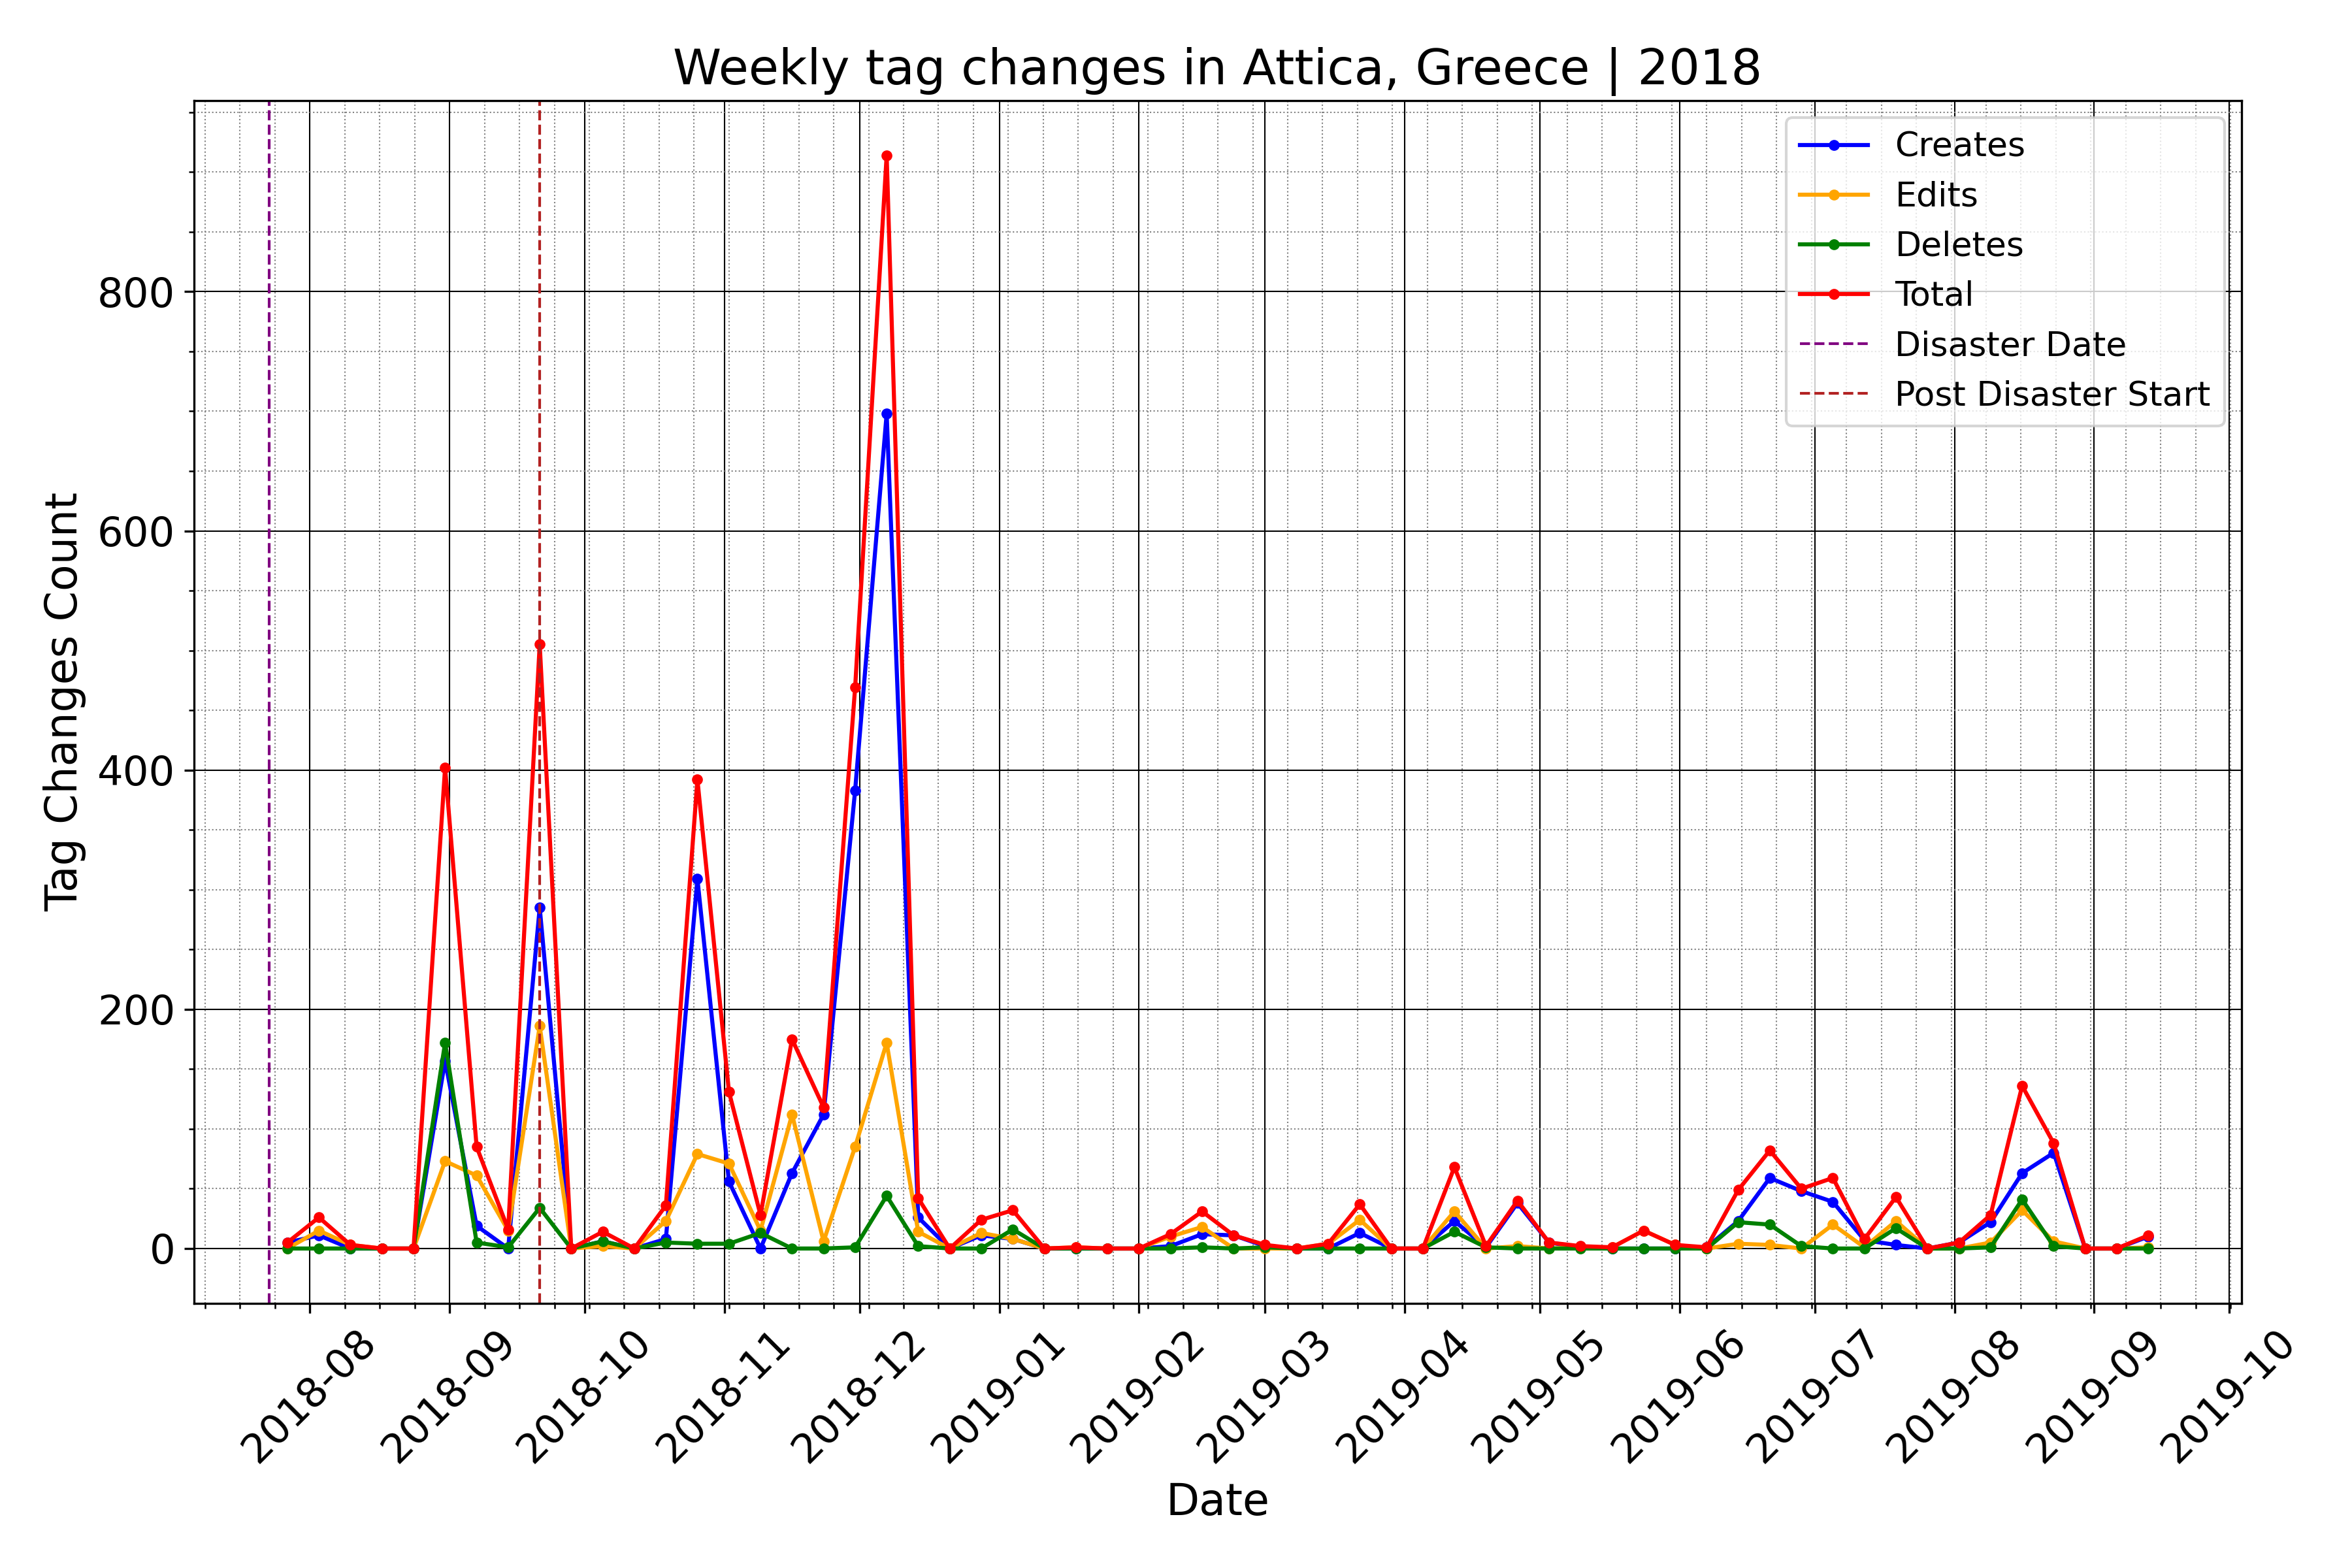 Weekly tag changes in Attica, Greece | 2018
Creates
Edits
Deletes
Total
Disaster Date
Post Disaster Start
Tag Changes Count
800
600
400
200
0
2018-08
2018-09
2018-10
2018-11
2018-12
2019-01
2019-02
2019-03
2019-04
2019-05
2019-06
2019-07
2019-08
2019-09
2019-10
Date